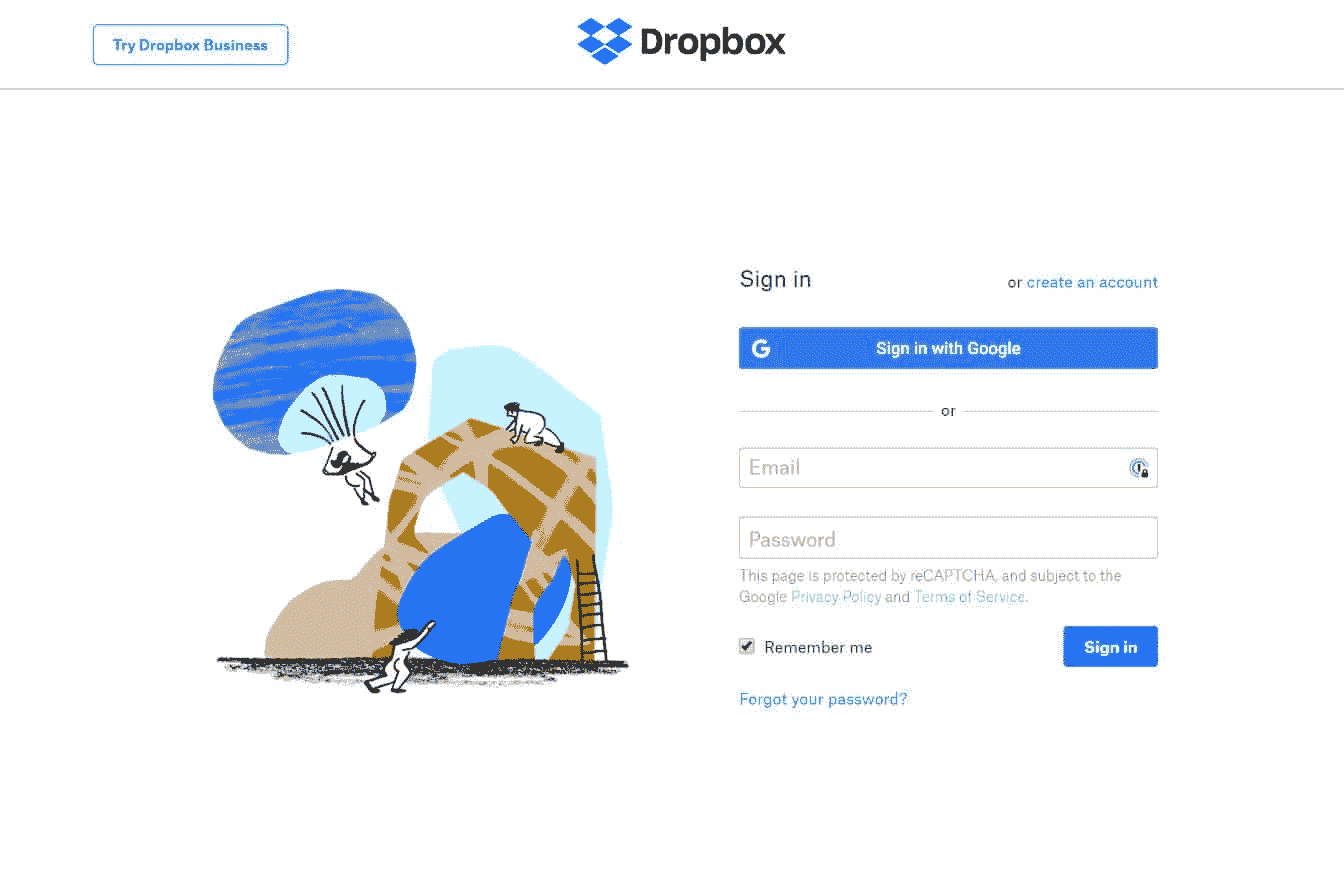 Try Dropbox Business
Dropbox
Sign in
or create an account
G
Sign in with Google
or
Email
Password
This page is protected by reCAPTCHA, and subject to the
Google Privacy Policy and Terms of Service.
Remember me
Sign in
Forgot your password?